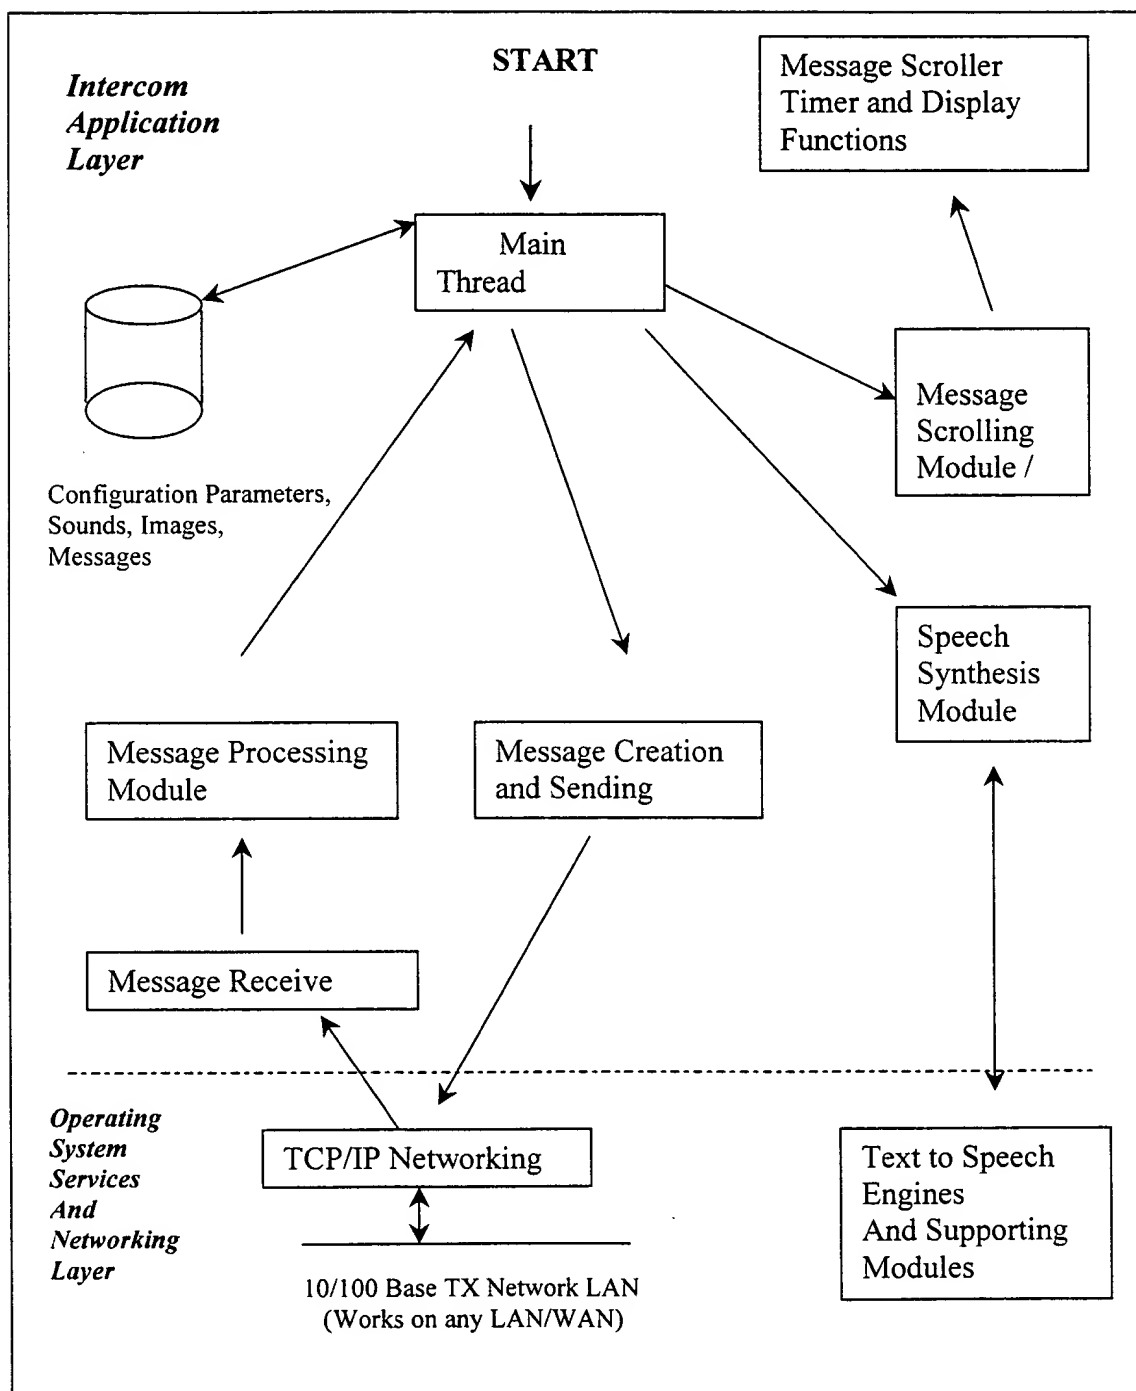 Intercom
Application
Layer
START
Message Scroller
Timer and Display
Functions
Main
Thread
Message
Scrolling
Module /
Configuration Parameters,
Sounds, Images,
Messages
Speech
Synthesis
Module
Message Processing
Module
Message Creation
and Sending
Message Receive
Operating
System
Services
And
Networking
Layer
TCP/IP Networking
10/100 Base TX Network LAN
(Works on any LAN/WAN)
Text to Speech
Engines
And Supporting
Modules